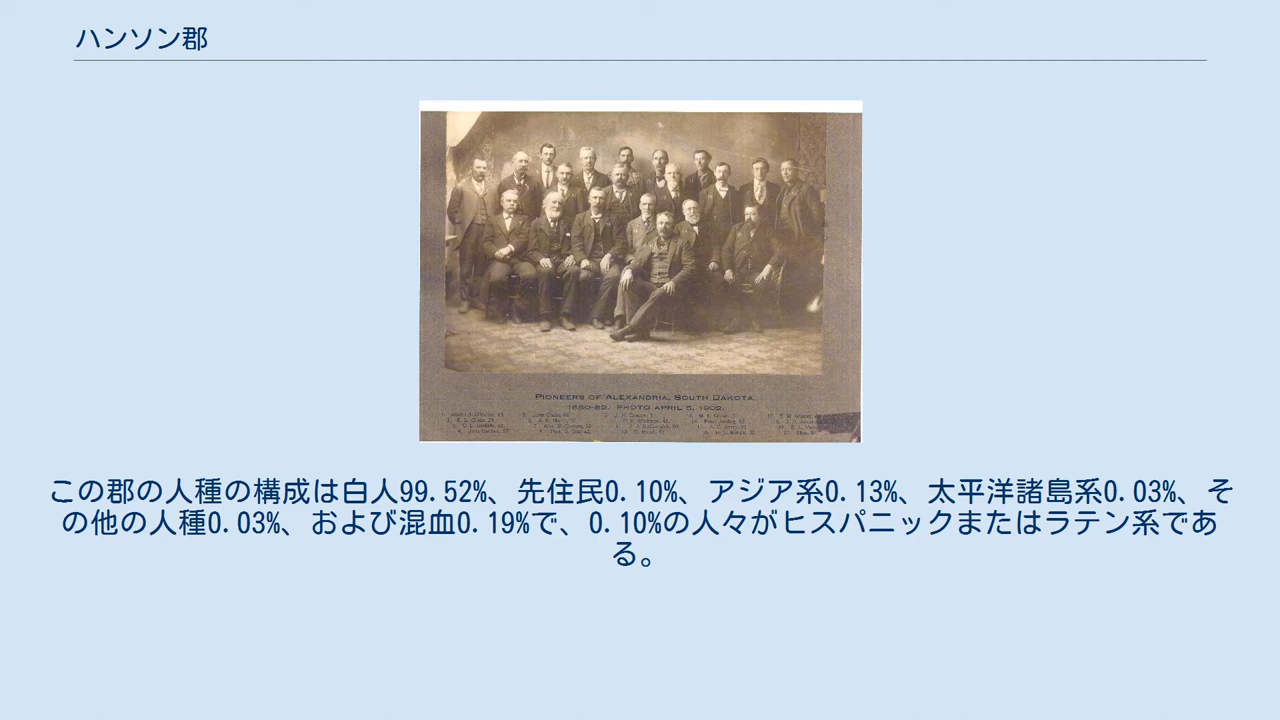 ハンソン郡
PIONEERS OF ALEXANDRIA, SOUTH DAKOTA.
1880-82. PHOTO APRIL 5, 1902.
この郡の人種の構成は白人99.52%、先住民0.10%、アジア系0.13%、太平洋諸島系0.03%、そ
の他の人種0.03%、および混血0.19%で、0.10%の人々がヒスパニックまたはラテン系であ
る。